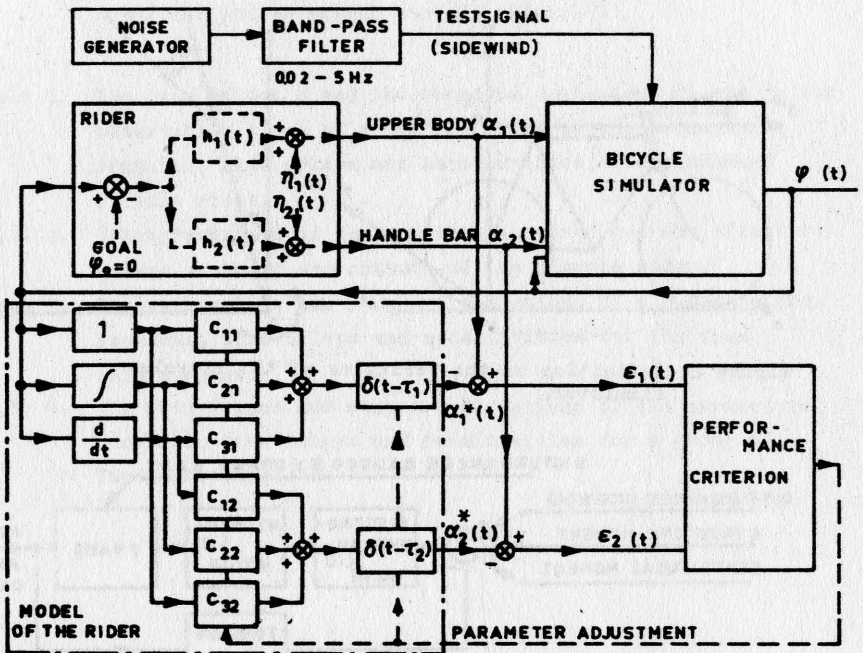 NOISE
GENERATOR
BAND-PASS
FILTER
0.02 – 5 Hz
TESTSIGNAL
(SIDEWIND)
RIDER
h₁(t)
+
+
UPPER BODY α₁(t)
η₁(t)
η₂(t)
+
-
h₂(t)
+
+
HANDLE BAR α₂(t)
GOAL
φ₀=0
BICYCLE
SIMULATOR
φ (t)
1
∫
d
dt
C₁₁
C₂₁
C₃₁
C₁₂
C₂₂
C₃₂
+
+
+
δ(t-τ₁)
+
-
α₁*(t)
ε₁(t)
+
+
+
δ(t-τ₂)
α₂*(t)
+
-
ε₂(t)
PERFOR-
MANCE
CRITERION
MODEL
OF THE RIDER
PARAMETER ADJUSTMENT